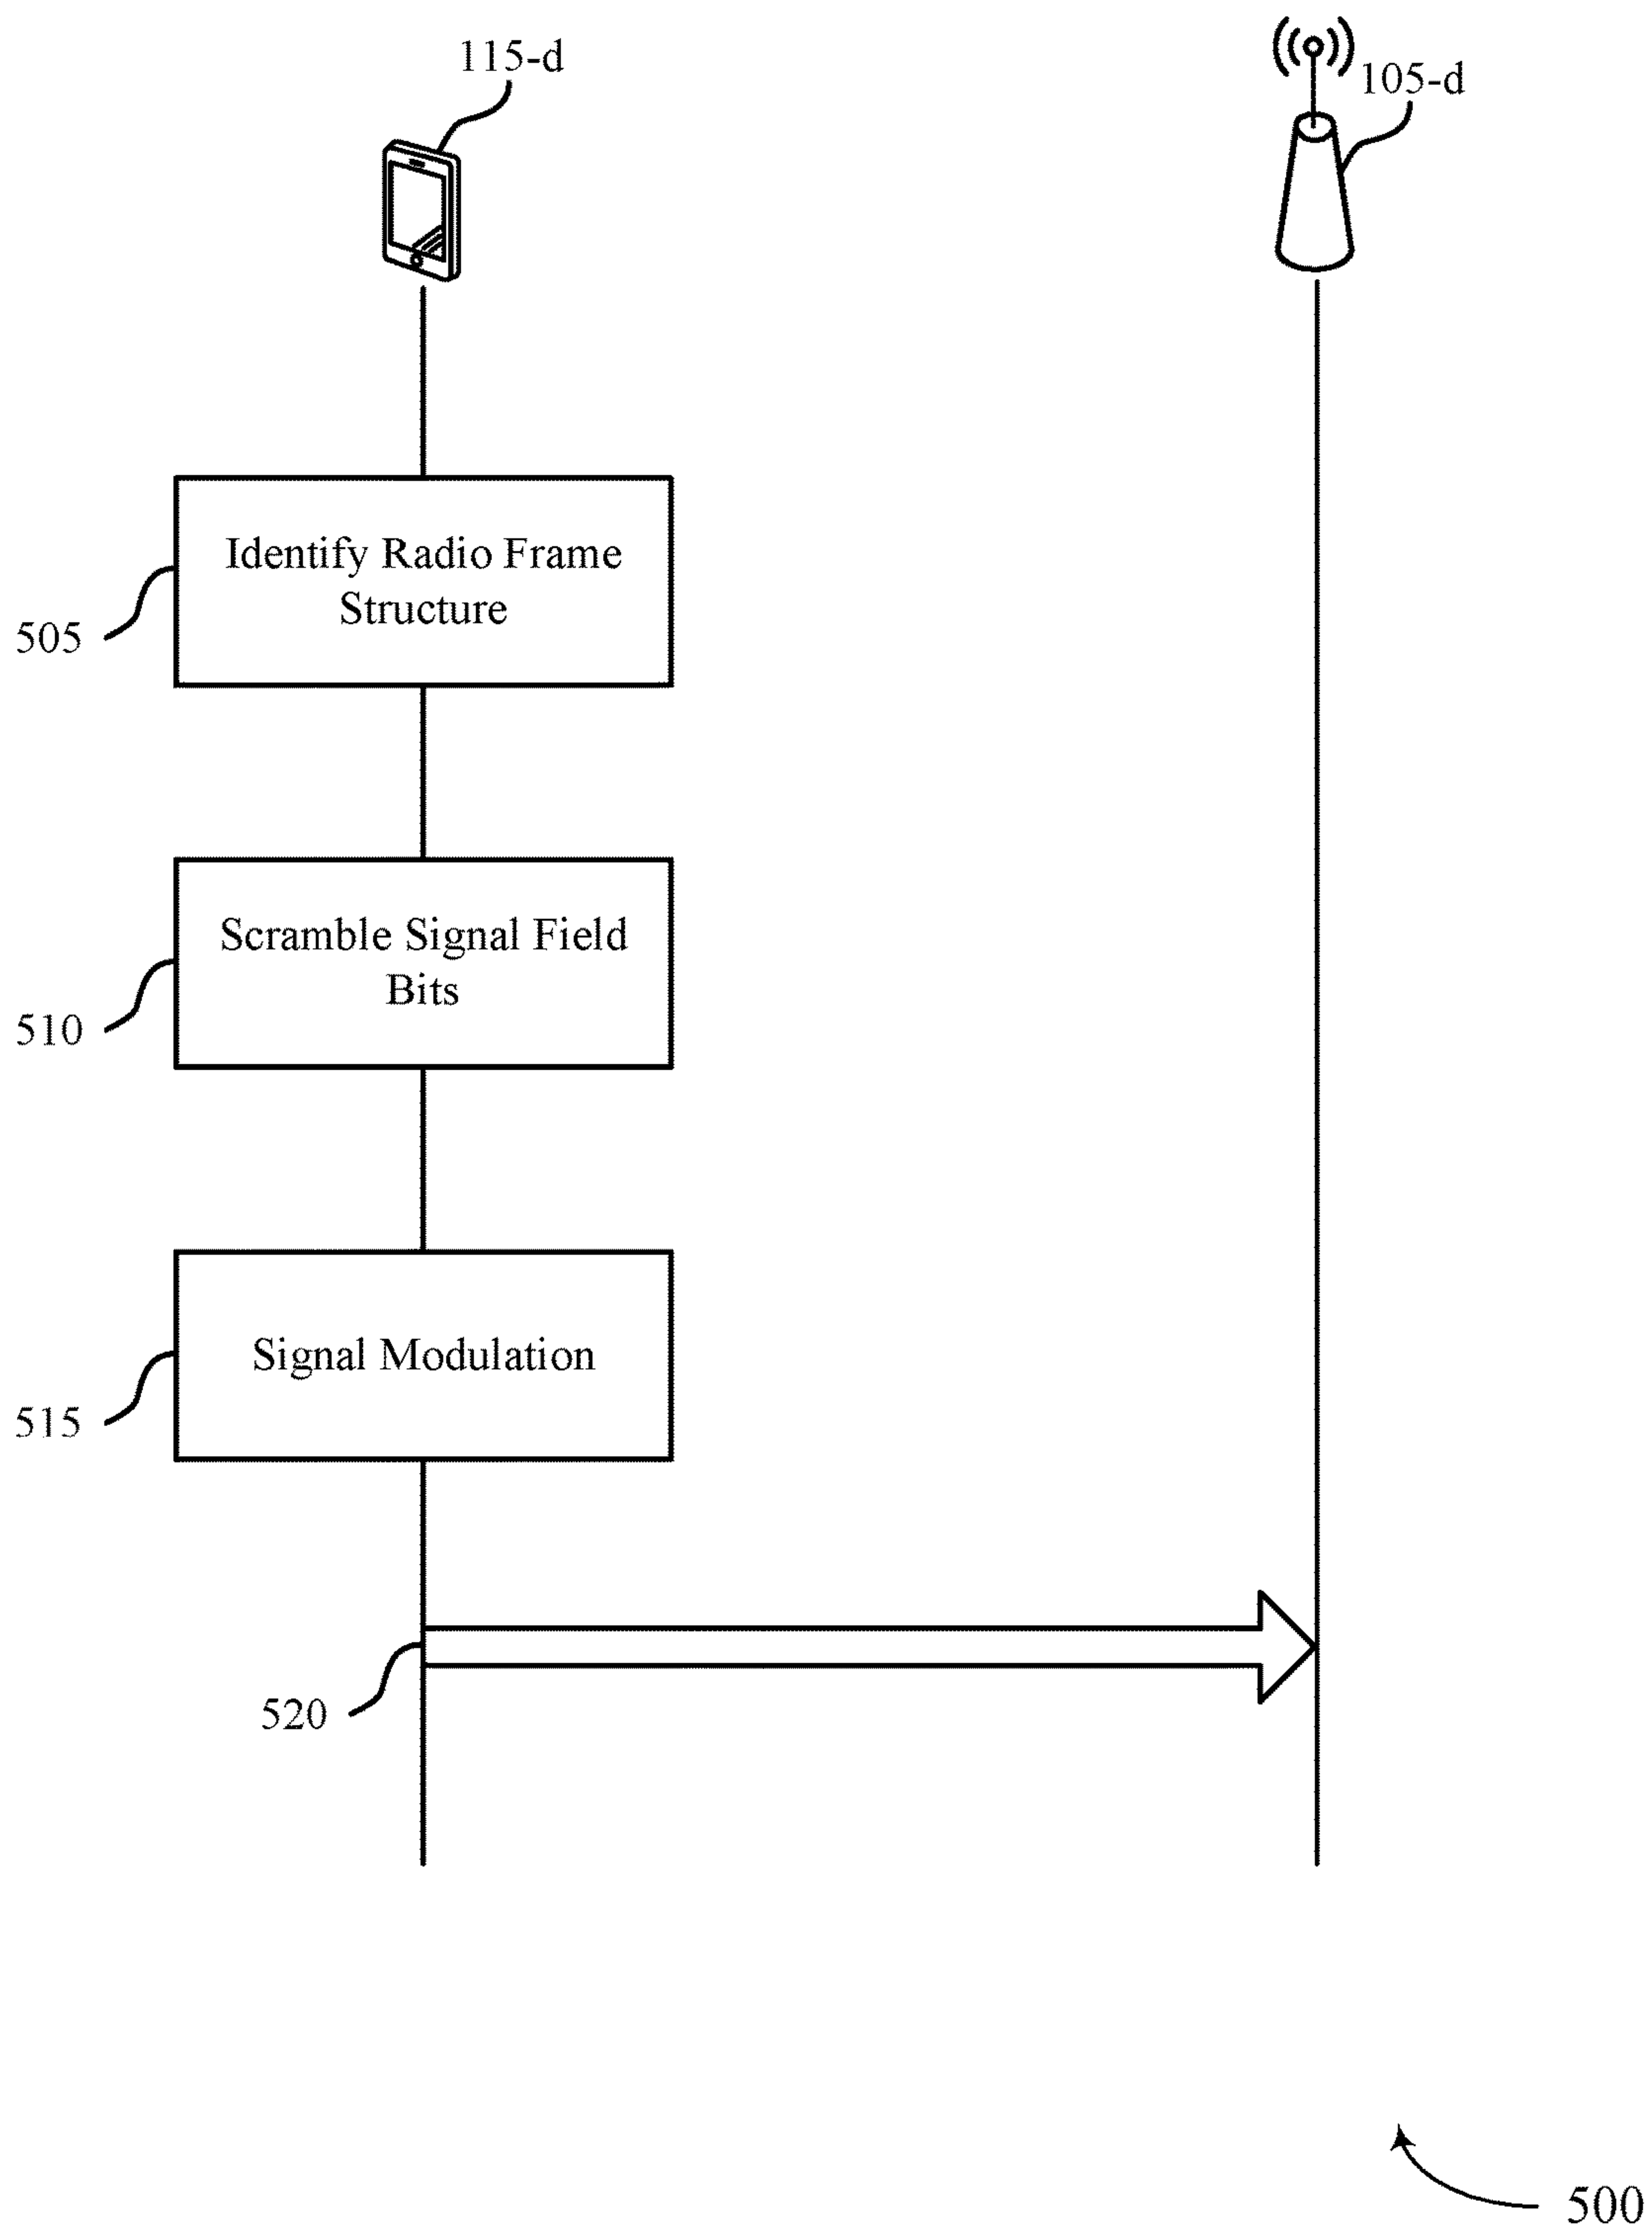 115-d
105-d
Identify Radio Frame
Structure
505
Scramble Signal Field
Bits
510
Signal Modulation
515
520
500